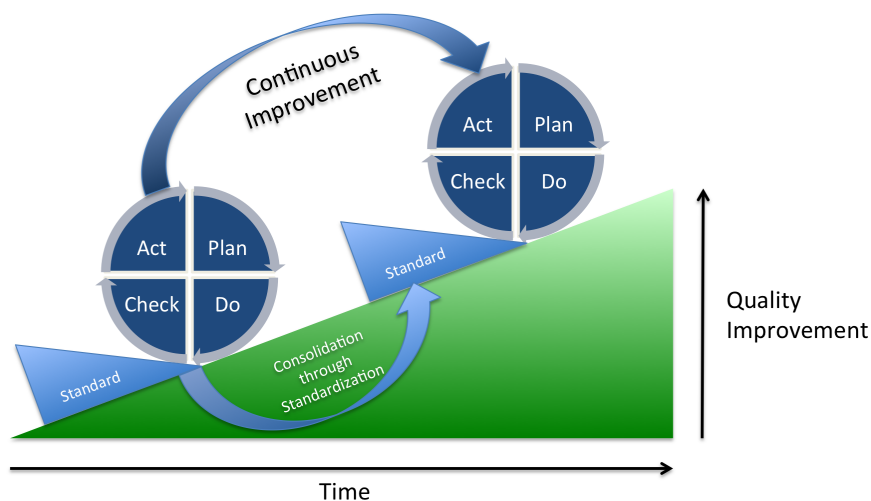 Continuous
Improvement
Act
Plan
Check
Do
Standard
Act
Plan
Check
Do
Standard
Consolidation
through
Standardization
Quality
Improvement
Time